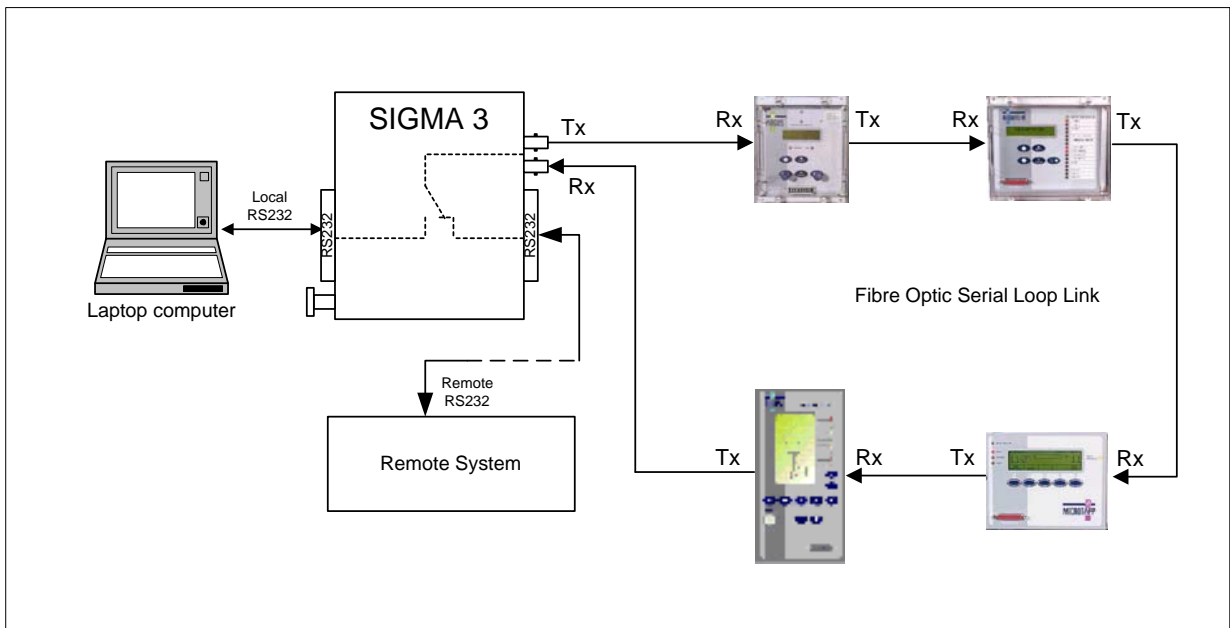 SIGMA 3
Tx
Rx
RS232
RS232
Local
RS232
Laptop computer
Remote
RS232
Remote System
Rx
Tx
Rx
Tx
Fibre Optic Serial Loop Link
Tx
Rx
Tx
Rx
MICROTAPP